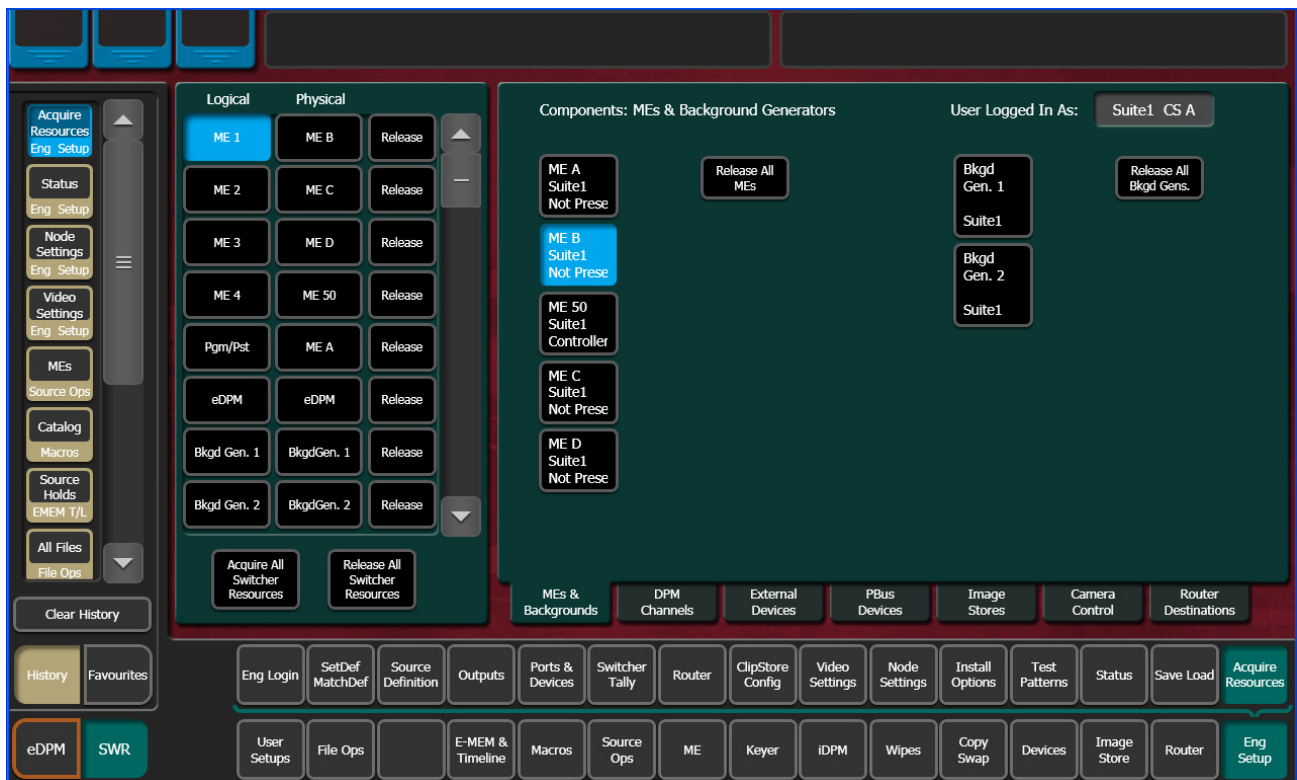 Acquire
Resources
Eng Setup
Status
Eng Setup
Node
Settings
Eng Setup
Video
Settings
Eng Setup
MEs
Source Ops
Catalog
Macros
Source
Holds
EMEM T/L
All Files
File Ops
Clear History
History
Favourites
eDPM
SWR
Logical Physical
ME 1 ME B Release
ME 2 ME C Release
ME 3 ME D Release
ME 4 ME 50 Release
Pgm/Pst ME A Release
eDPM eDPM Release
Bkgd Gen. 1 BkgdGen. 1 Release
Bkgd Gen. 2 BkgdGen. 2 Release
Acquire All
Switcher
Resources
Release All
Switcher
Resources
Components: MEs & Background Generators
User Logged In As: Suite1 CS A
ME A
Suite1
Not Prese
Release All
MEs
ME B
Suite1
Not Prese
ME 50
Suite1
Controller
ME C
Suite1
Not Prese
ME D
Suite1
Not Prese
Bkgd
Gen. 1
Suite1
Release All
Bkgd Gens.
Bkgd
Gen. 2
Suite1
MEs &
Backgrounds
DPM
Channels
External
Devices
PBus
Devices
Image
Stores
Camera
Control
Router
Destinations
Eng Login
SetDef
MatchDef
Source
Definition
Outputs
Ports &
Devices
Switcher
Tally
Router
ClipStore
Config
Video
Settings
Node
Settings
Install
Options
Test
Patterns
Status
Save Load
Acquire
Resources
User
Setups
File Ops
E-MEM &
Timeline
Macros
Source
Ops
ME
Keyer
iDPM
Wipes
Copy
Swap
Devices
Image
Store
Router
Eng
Setup